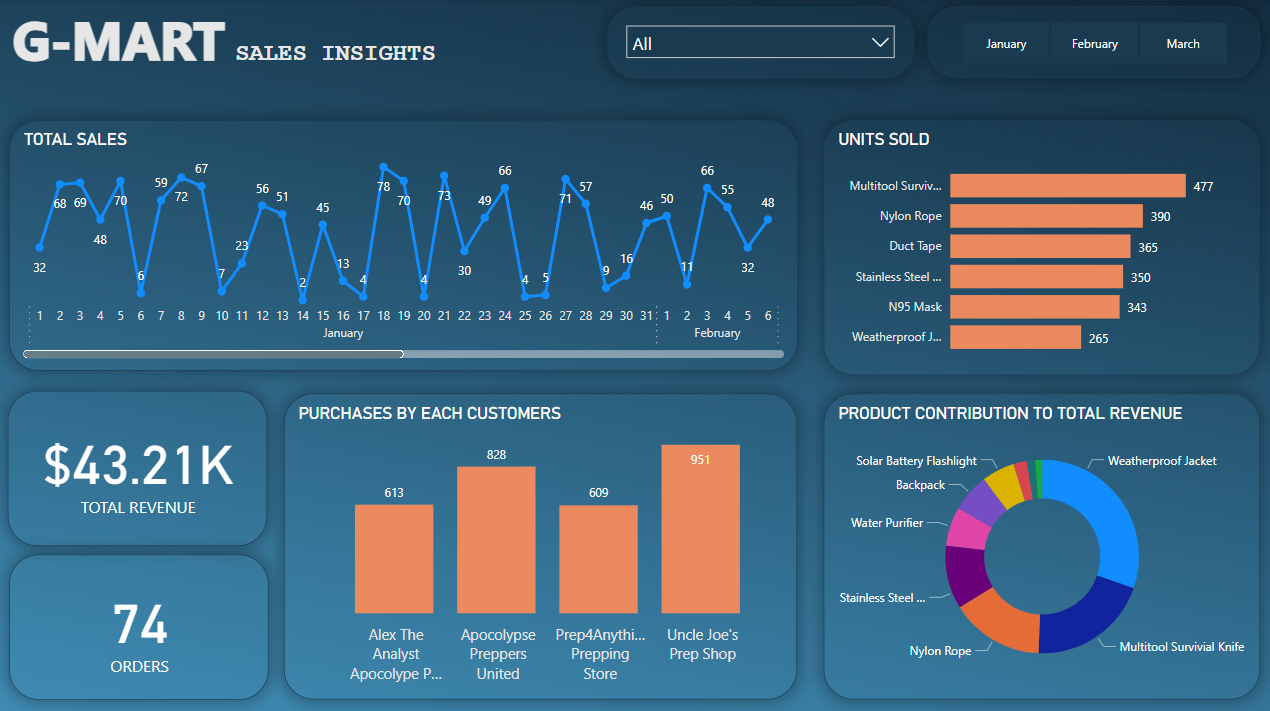 G-MART SALES INSIGHTS
All
January February March
TOTAL SALES
32 68 69 48 70 6 59 72 67 7 23 56 51 2 45 13 4 78 70 4 73 30 49 66 4 5 71 57 9 16 46 50 11 66 55 32 48
1 2 3 4 5 6 7 8 9 10 11 12 13 14 15 16 17 18 19 20 21 22 23 24 25 26 27 28 29 30 31 1 2 3 4 5 6
January February
UNITS SOLD
Multitool Surviv... 477
Nylon Rope 390
Duct Tape 365
Stainless Steel ... 350
N95 Mask 343
Weatherproof J... 265
$43.21K
TOTAL REVENUE
74
ORDERS
PURCHASES BY EACH CUSTOMERS
613 828 609 951
Alex The
Analyst
Apocolype P...
Apocolypse
Preppers
United
Prep4Anythi...
Prepping
Store
Uncle Joe's
Prep Shop
PRODUCT CONTRIBUTION TO TOTAL REVENUE
Solar Battery Flashlight
Weatherproof Jacket
Backpack
Water Purifier
Stainless Steel ...
Nylon Rope
Multitool Survivial Knife